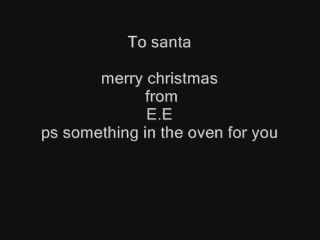 To santa
merry christmas
from
E.E
ps something in the oven for you